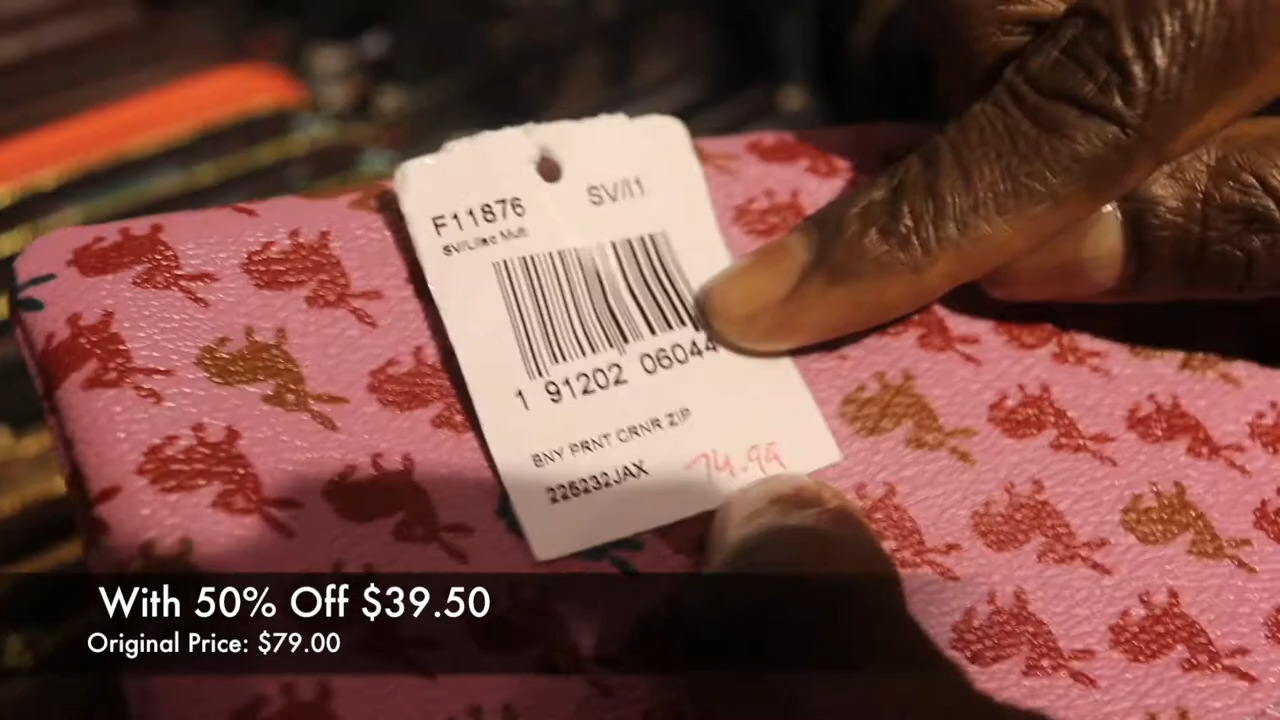 F11876 SV/I1
SV/Lilac Mult
1 91202 06044
BNY PRNT CRNR ZIP
226232JAX
74.99
With 50% Off $39.50
Original Price: $79.00